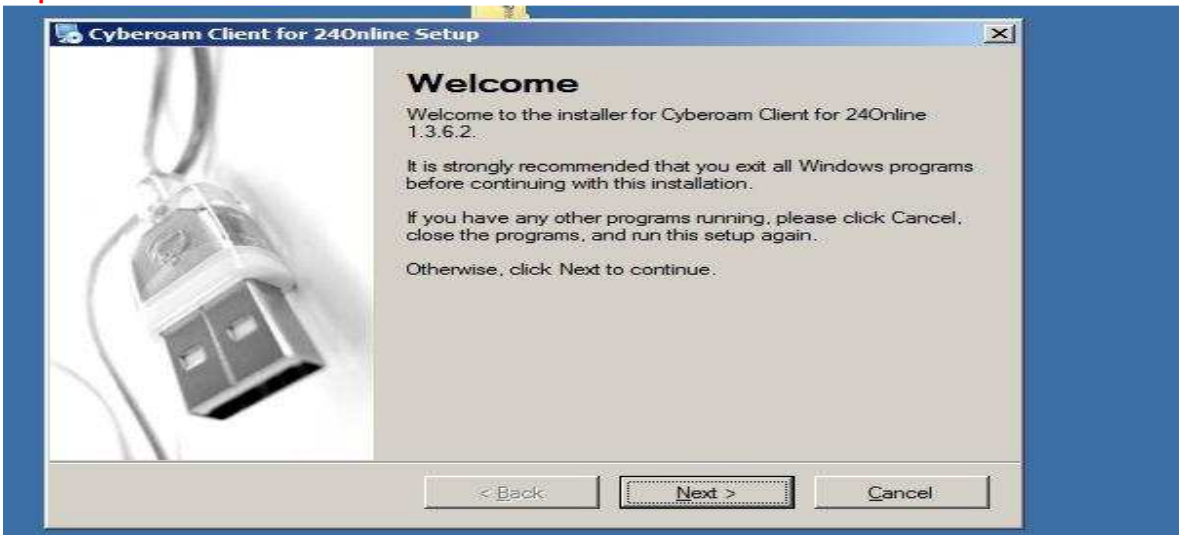 Cyberoam Client for 24Online Setup
Welcome
Welcome to the installer for Cyberoam Client for 24Online
1.3.6.2.
It is strongly recommended that you exit all Windows programs
before continuing with this installation.
If you have any other programs running, please click Cancel,
close the programs, and run this setup again.
Otherwise, click Next to continue.
< Back
Next >
Cancel